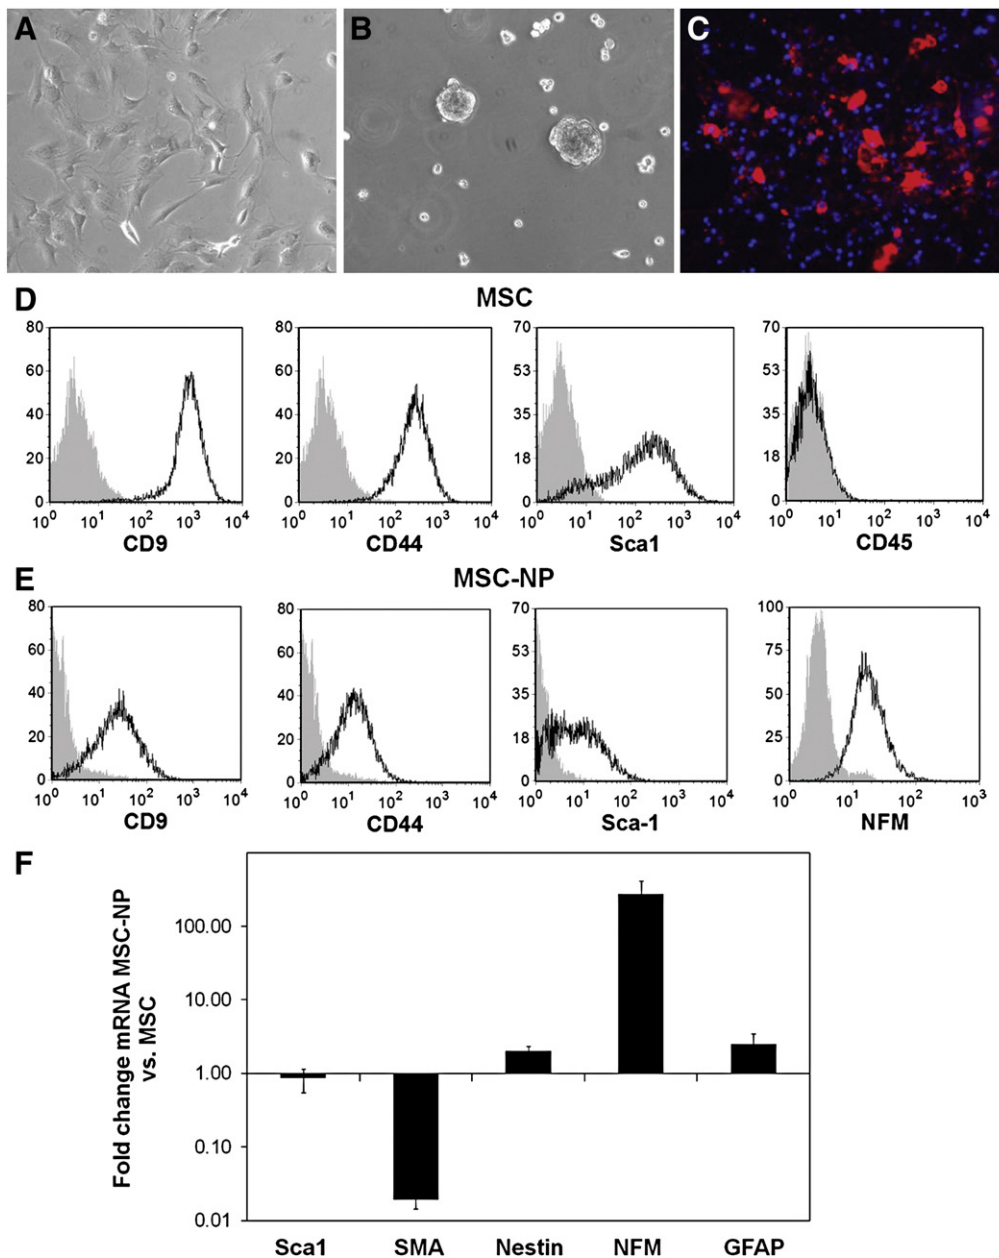 A
B
C
D
MSC
80
60
40
20
0
10^0 10^1 10^2 10^3 10^4
CD9
80
60
40
20
0
10^0 10^1 10^2 10^3 10^4
CD44
70
53
35
18
0
10^0 10^1 10^2 10^3 10^4
Sca1
70
53
35
18
0
10^0 10^1 10^2 10^3 10^4
CD45
E
MSC-NP
80
60
40
20
0
10^0 10^1 10^2 10^3 10^4
CD9
80
60
40
20
0
10^0 10^1 10^2 10^3 10^4
CD44
70
53
35
18
0
10^0 10^1 10^2 10^3 10^4
Sca-1
100
75
50
25
0
10^0 10^1 10^2 10^3
NFM
F
Fold change mRNA MSC-NP
vs. MSC
100.00
10.00
1.00
0.10
0.01
Sca1 SMA Nestin NFM GFAP